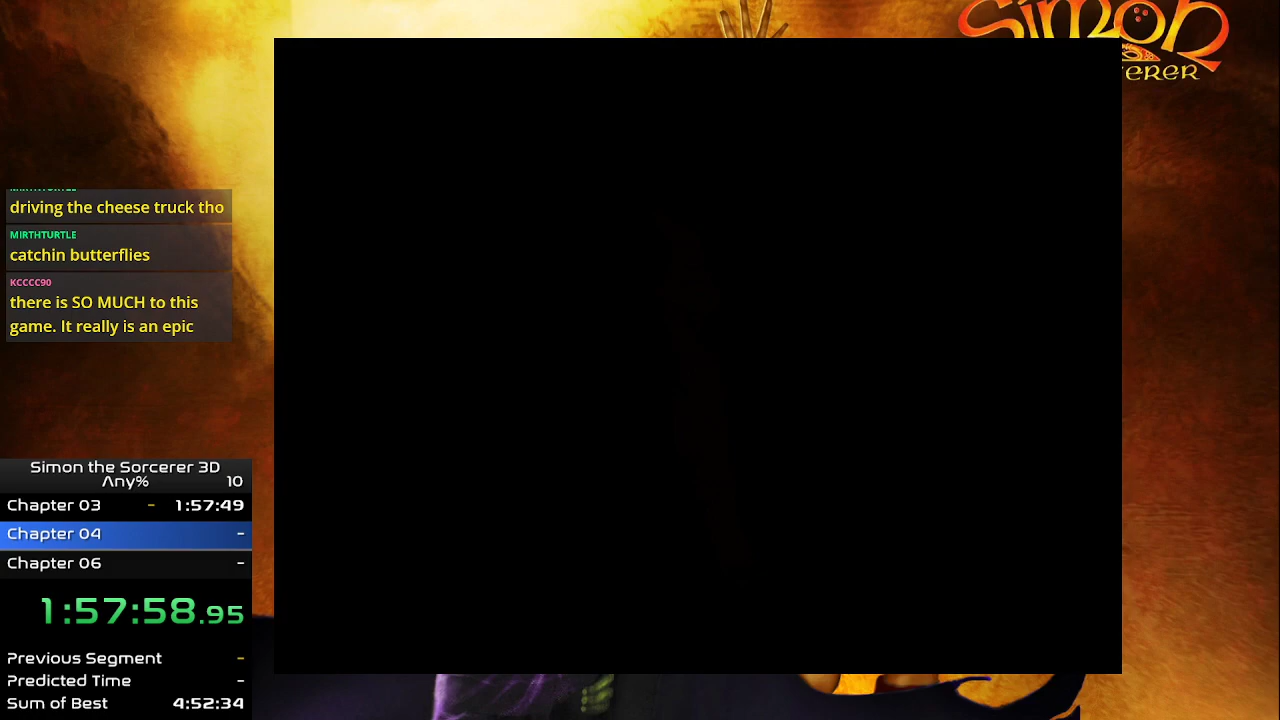 SIMON
ERER
driving the cheese truck tho
MIRTHTURTLE
catchin butterflies
KCCCC90
there is SO MUCH to this
game. It really is an epic
Simon the Sorcerer 3D
Any% 10
Chapter 03 - 1:57:49
Chapter 04 -
Chapter 06 -
1:57:58.95
Previous Segment -
Predicted Time -
Sum of Best 4:52:34